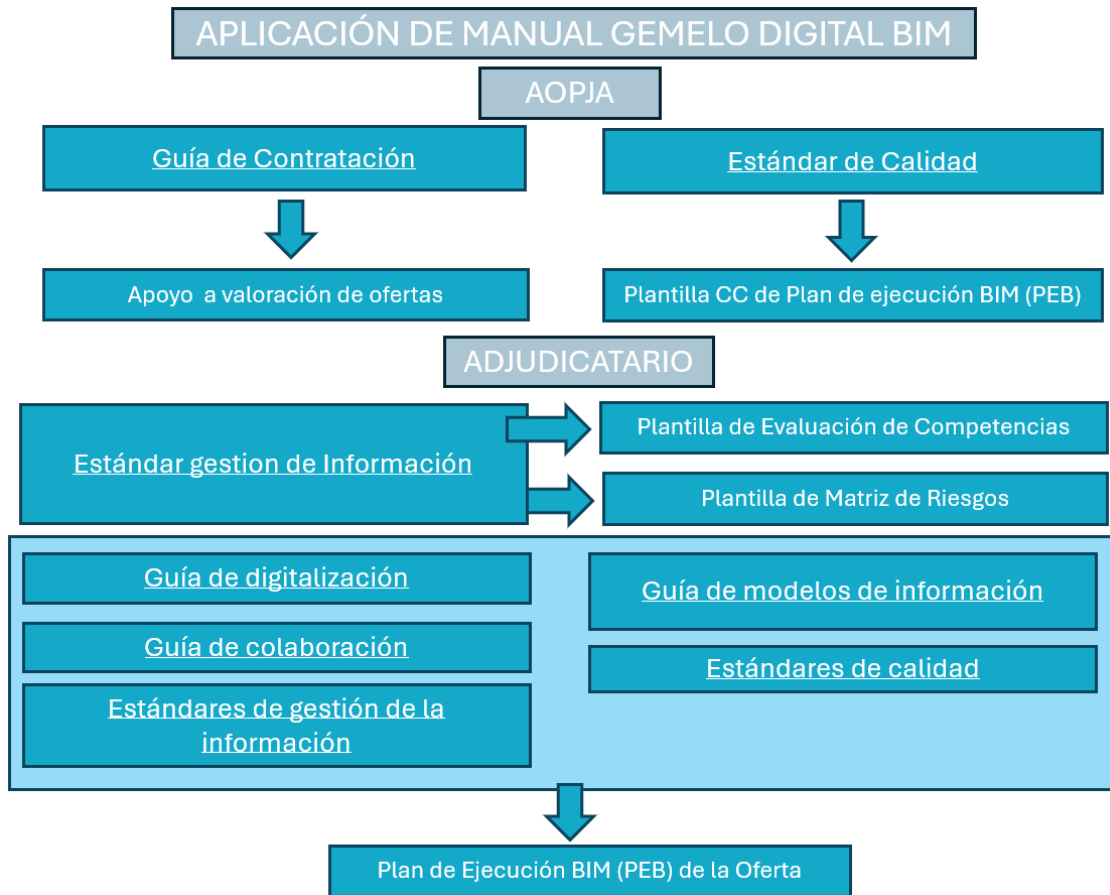 APLICACIÓN DE MANUAL GEMELO DIGITAL BIM
AOPJA
Guía de Contratación
Estándar de Calidad
Apoyo a valoración de ofertas
Plantilla CC de Plan de ejecución BIM (PEB)
ADJUDICATARIO
Estándar gestion de Información
Plantilla de Evaluación de Competencias
Plantilla de Matriz de Riesgos
Guía de digitalización
Guía de modelos de información
Guía de colaboración
Estándares de calidad
Estándares de gestión de la
información
Plan de Ejecución BIM (PEB) de la Oferta